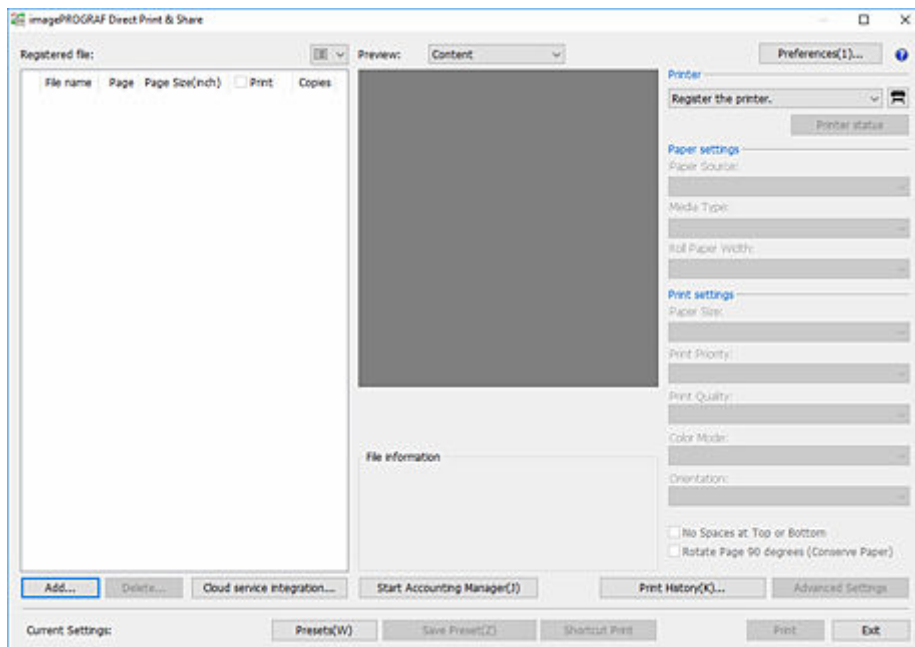 imagePROGRAF Direct Print & Share
Registered file:
Preview: Content
Preferences(1)...
File name Page Page Size(inch) Print Copies
Printer
Register the printer.
Printer status
Paper settings
Paper Source:
Media Type:
Roll Paper Width:
Print settings
Paper Size:
Print Priority:
Print Quality:
Color Mode:
Orientation:
File information
No Spaces at Top or Bottom
Rotate Page 90 degrees (Conserve Paper)
Add... Delete... Cloud service integration... Start Accounting Manager(J) Print History(K)... Advanced Settings
Current Settings: Presets(W) Save Preset(Z) Shortcut Print Print Exit